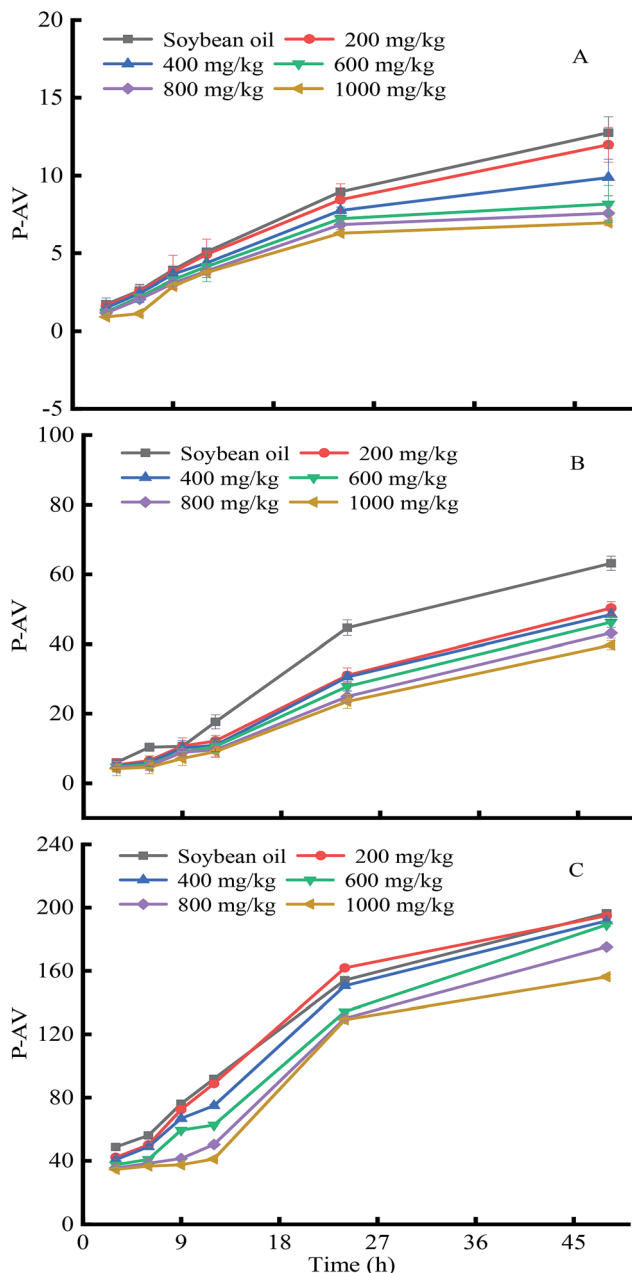 20
Soybean oil 200 mg/kg A
400 mg/kg 600 mg/kg
800 mg/kg 1000 mg/kg
15
10
P-AV
5
0
-5
100
Soybean oil 200 mg/kg B
400 mg/kg 600 mg/kg
800 mg/kg 1000 mg/kg
80
60
P-AV
40
20
0
240
Soybean oil 200 mg/kg C
400 mg/kg 600 mg/kg
800 mg/kg 1000 mg/kg
200
160
P-AV
120
80
40
0
0 9 18 27 36 45
Time (h)